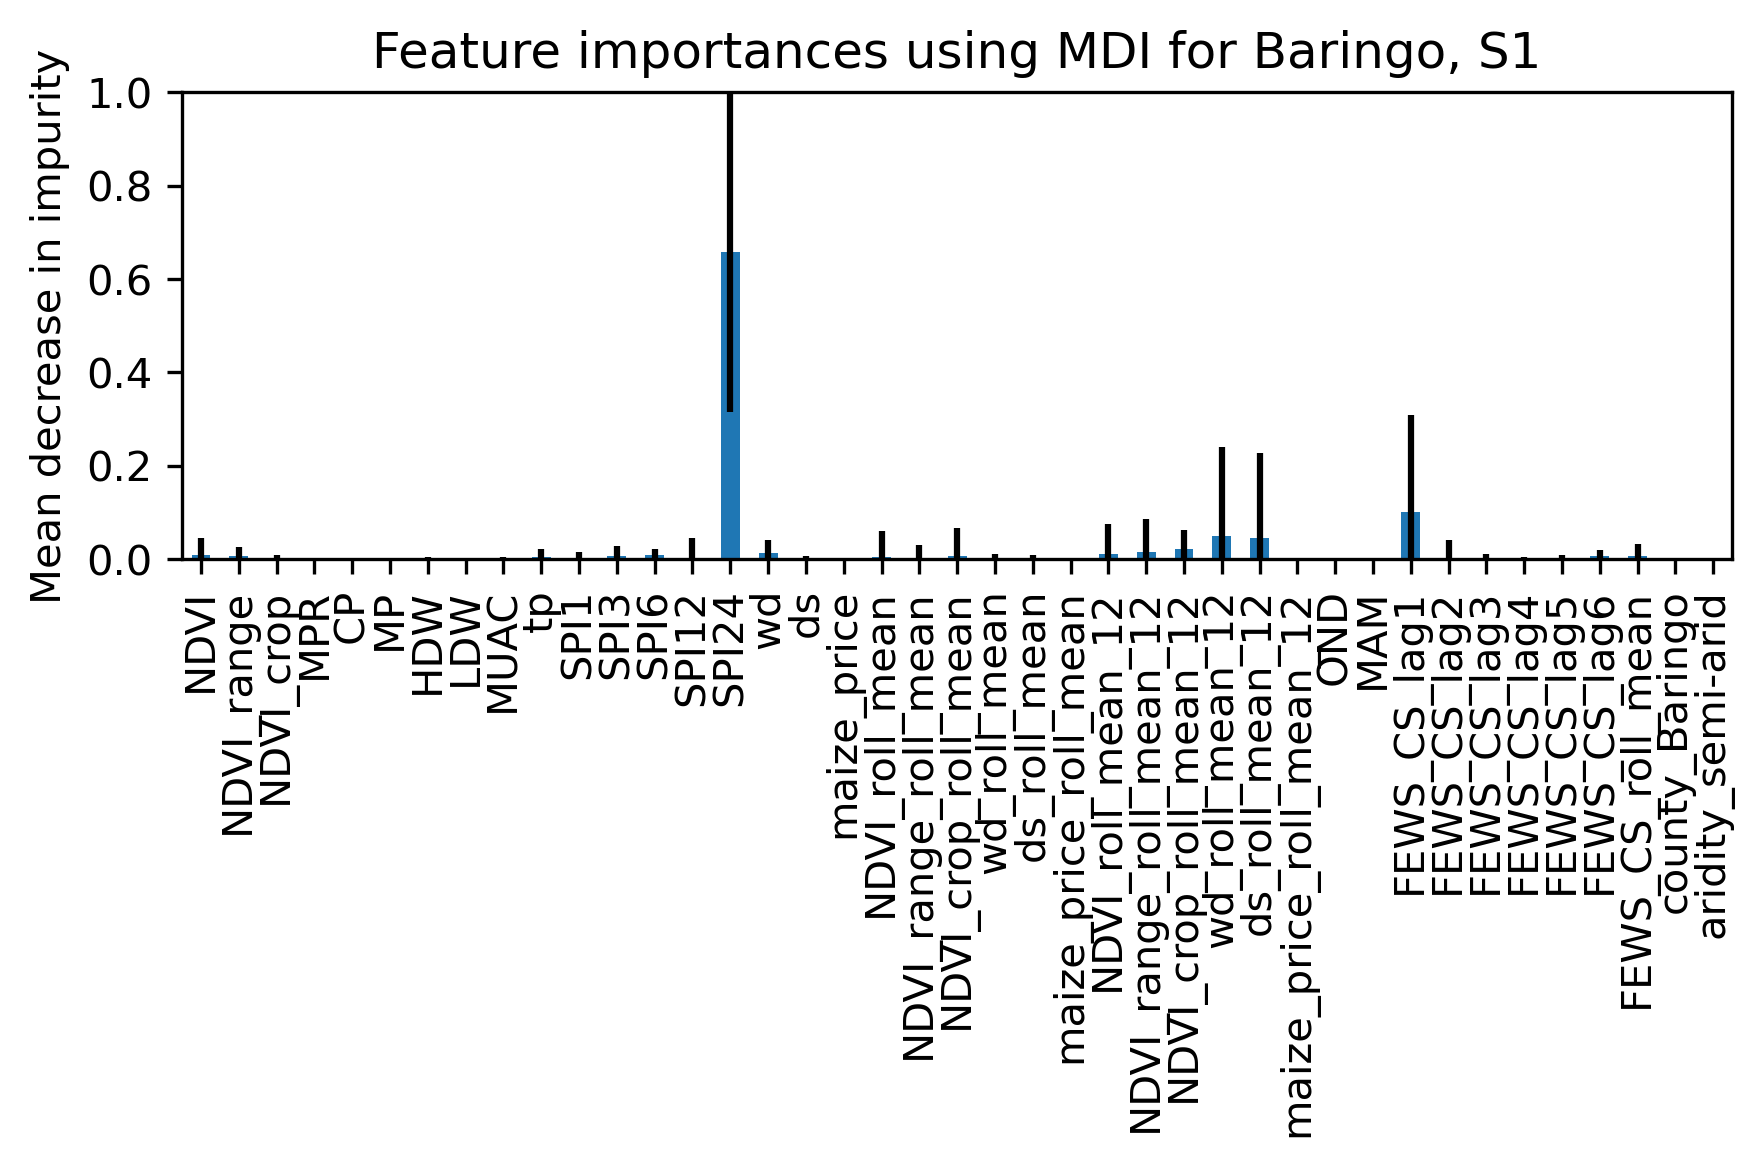 Feature importances using MDI for Baringo, S1
Mean decrease in impurity
1.0
0.8
0.6
0.4
0.2
0.0
NDVI
NDVI_range
NDVI_crop
MPR
CP
MP
HDW
LDW
MUAC
tp
SPI1
SPI3
SPI6
SPI12
SPI24
wd
ds
maize_price
NDVI_roll_mean
NDVI_range_roll_mean
NDVI_crop_roll_mean
wd_roll_mean
ds_roll_mean
maize_price_roll_mean
NDVI_roll_mean_12
NDVI_range_roll_mean_12
NDVI_crop_roll_mean_12
wd_roll_mean_12
ds_roll_mean_12
maize_price_roll_mean_12
OND
MAM
FEWS_CS_lag1
FEWS_CS_lag2
FEWS_CS_lag3
FEWS_CS_lag4
FEWS_CS_lag5
FEWS_CS_lag6
FEWS_CS_roll_mean
county_Baringo
aridity_semi-arid